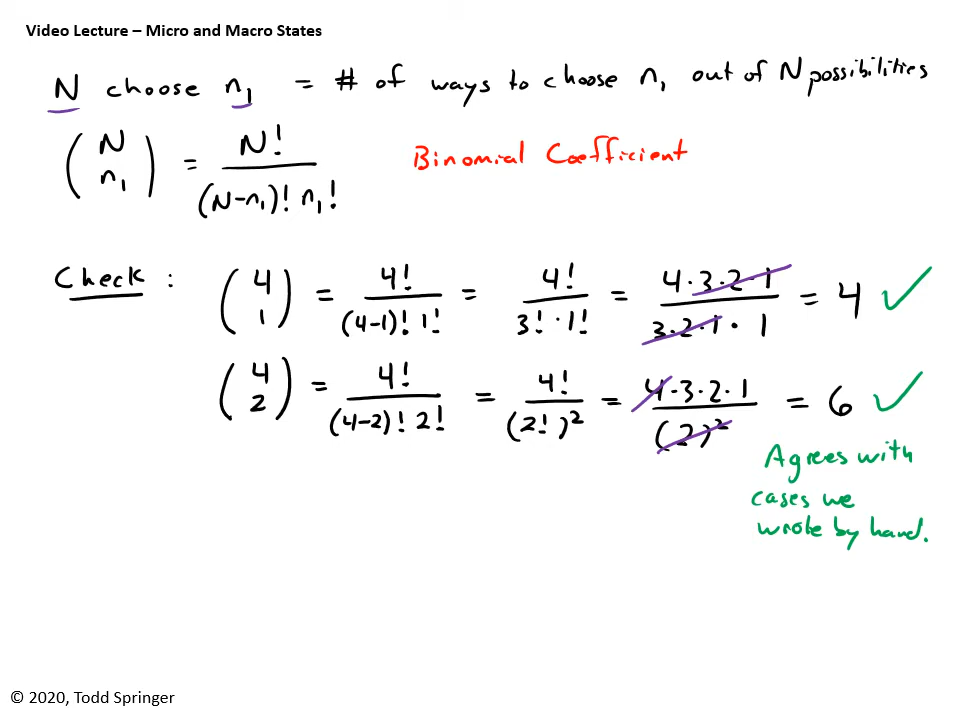 Video Lecture – Micro and Macro States
N choose n₁ = # of ways to choose n₁ out of N possibilities
(N n₁) = N! / (N-n₁)! n₁! Binomial Coefficient
Check : (4 1) = 4! / (4-1)! 1! = 4! / 3! · 1! = 4·3·2·1 / 3·2·1 · 1 = 4 ✓
(4 2) = 4! / (4-2)! 2! = 4! / (2!)² = 4·3·2·1 / (2)² = 6 ✓
Agrees with
cases we
wrote by hand.
© 2020, Todd Springer